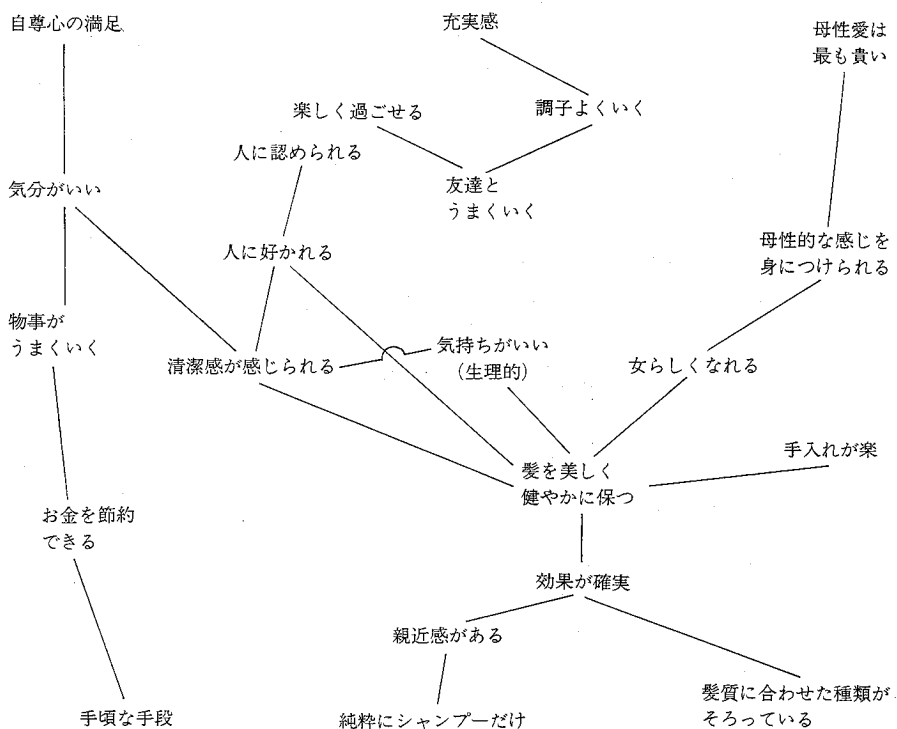 自尊心の満足
充実感
母性愛は
最も貴い
楽しく過ごせる
調子よくいく
人に認められる
気分がいい
友達と
うまくいく
人に好かれる
母性的な感じを
身につけられる
物事が
うまくいく
清潔感が感じられる
気持ちがいい
（生理的）
女らしくなれる
手入れが楽
髪を美しく
健やかに保つ
お金を節約
できる
効果が確実
親近感がある
手頃な手段
純粋にシャンプーだけ
髪質に合わせた種類が
そろっている